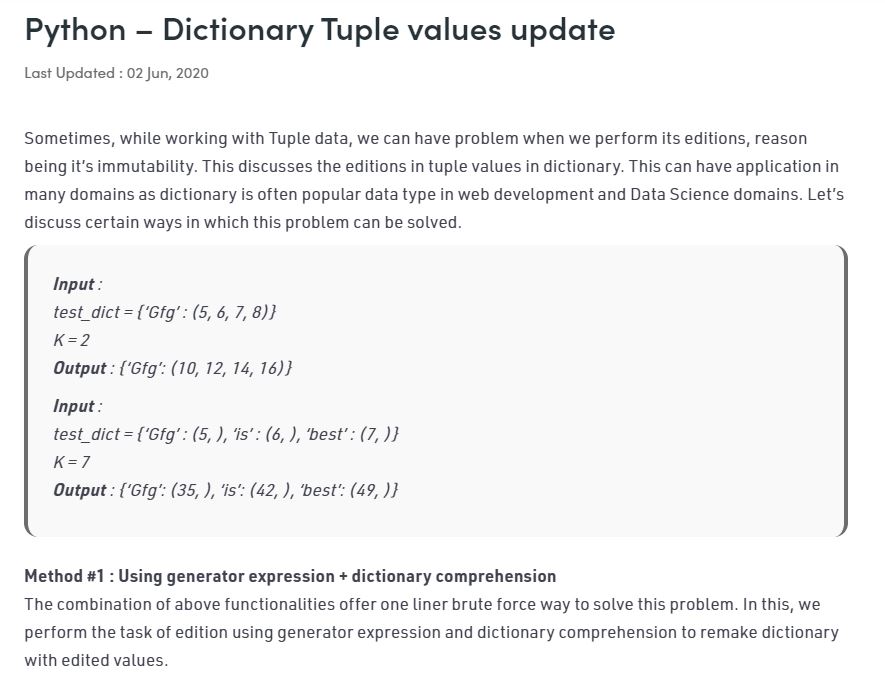 Python – Dictionary Tuple values update
Last Updated : 02 Jun, 2020
Sometimes, while working with Tuple data, we can have problem when we perform its editions, reason
being it’s immutability. This discusses the editions in tuple values in dictionary. This can have application in
many domains as dictionary is often popular data type in web development and Data Science domains. Let’s
discuss certain ways in which this problem can be solved.
Input :
test_dict = {‘Gfg’ : (5, 6, 7, 8)}
K = 2
Output : {‘Gfg’: (10, 12, 14, 16)}
Input :
test_dict = {‘Gfg’ : (5, ), ‘is’ : (6, ), ‘best’ : (7, )}
K = 7
Output : {‘Gfg’: (35, ), ‘is’: (42, ), ‘best’: (49, )}
Method #1 : Using generator expression + dictionary comprehension
The combination of above functionalities offer one liner brute force way to solve this problem. In this, we
perform the task of edition using generator expression and dictionary comprehension to remake dictionary
with edited values.